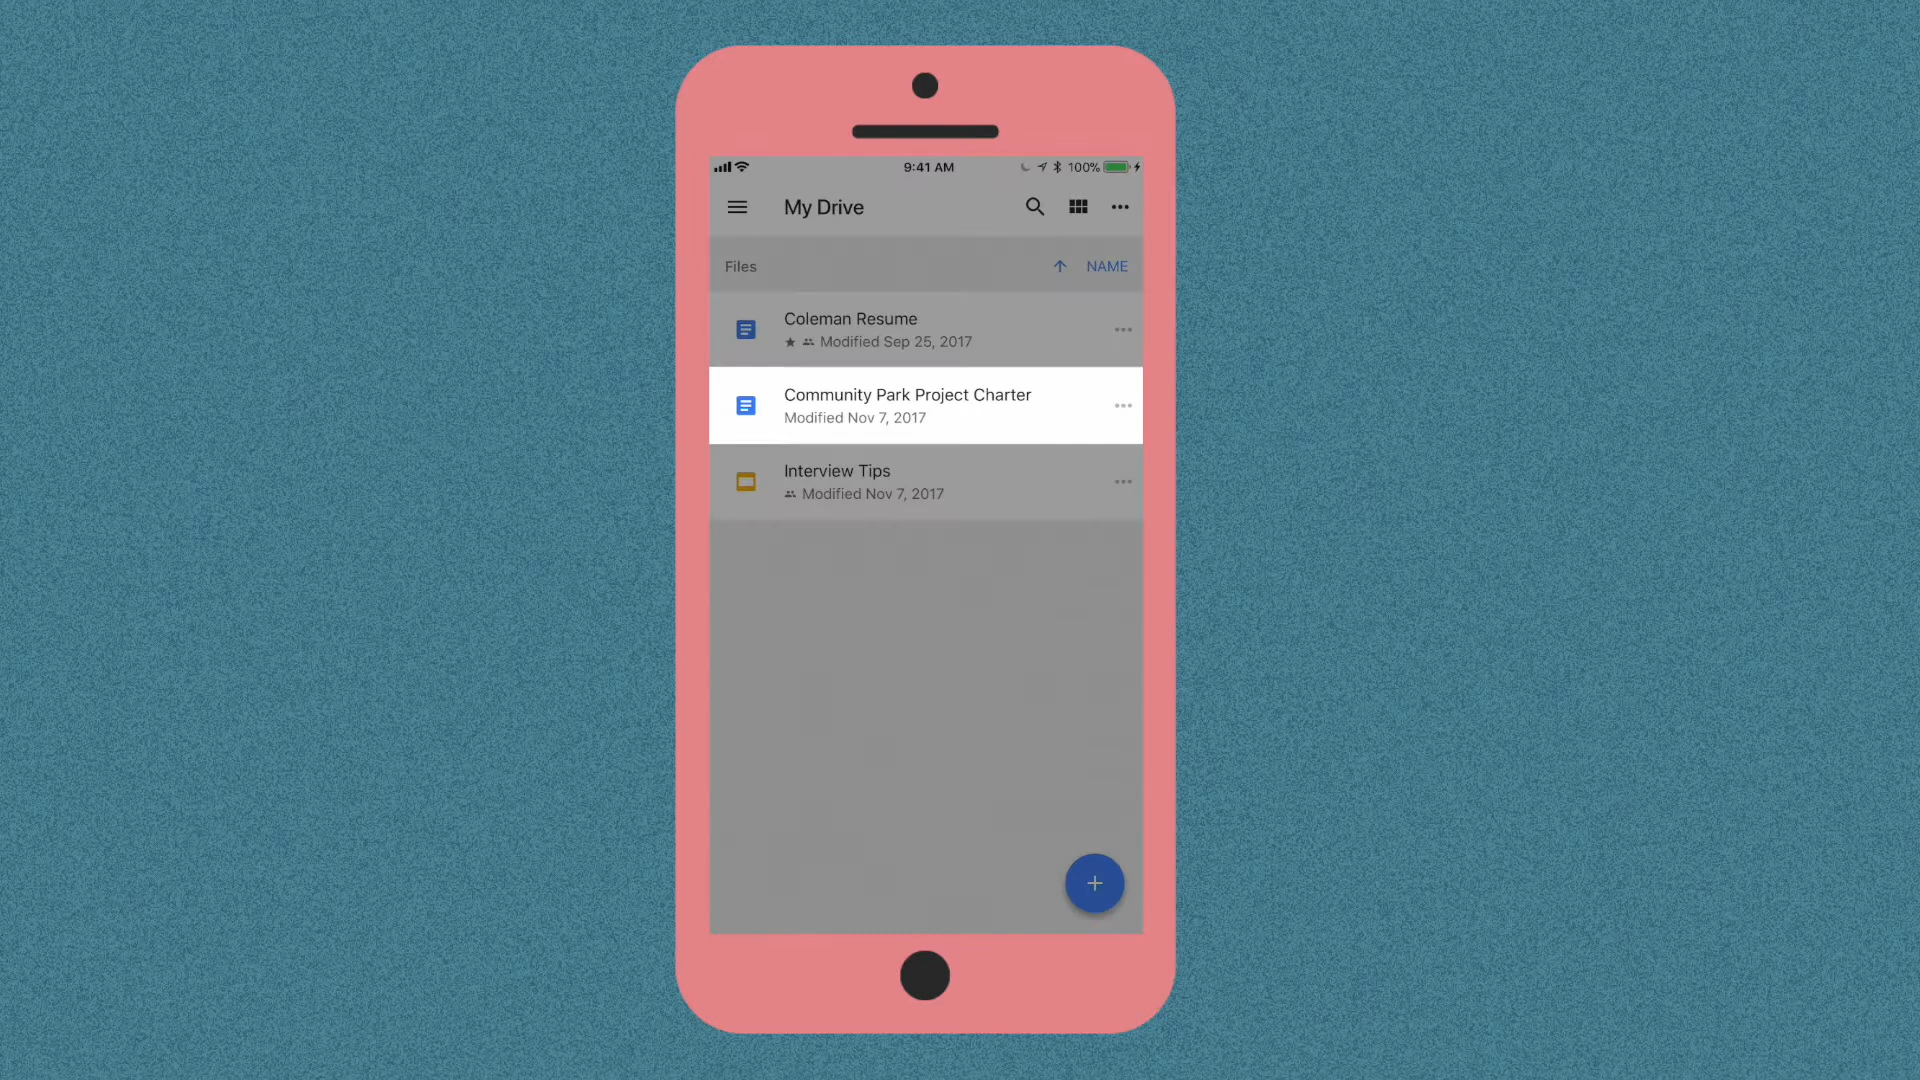 9:41 AM 100%
My Drive
Files NAME
Coleman Resume
Modified Sep 25, 2017
Community Park Project Charter
Modified Nov 7, 2017
Interview Tips
Modified Nov 7, 2017